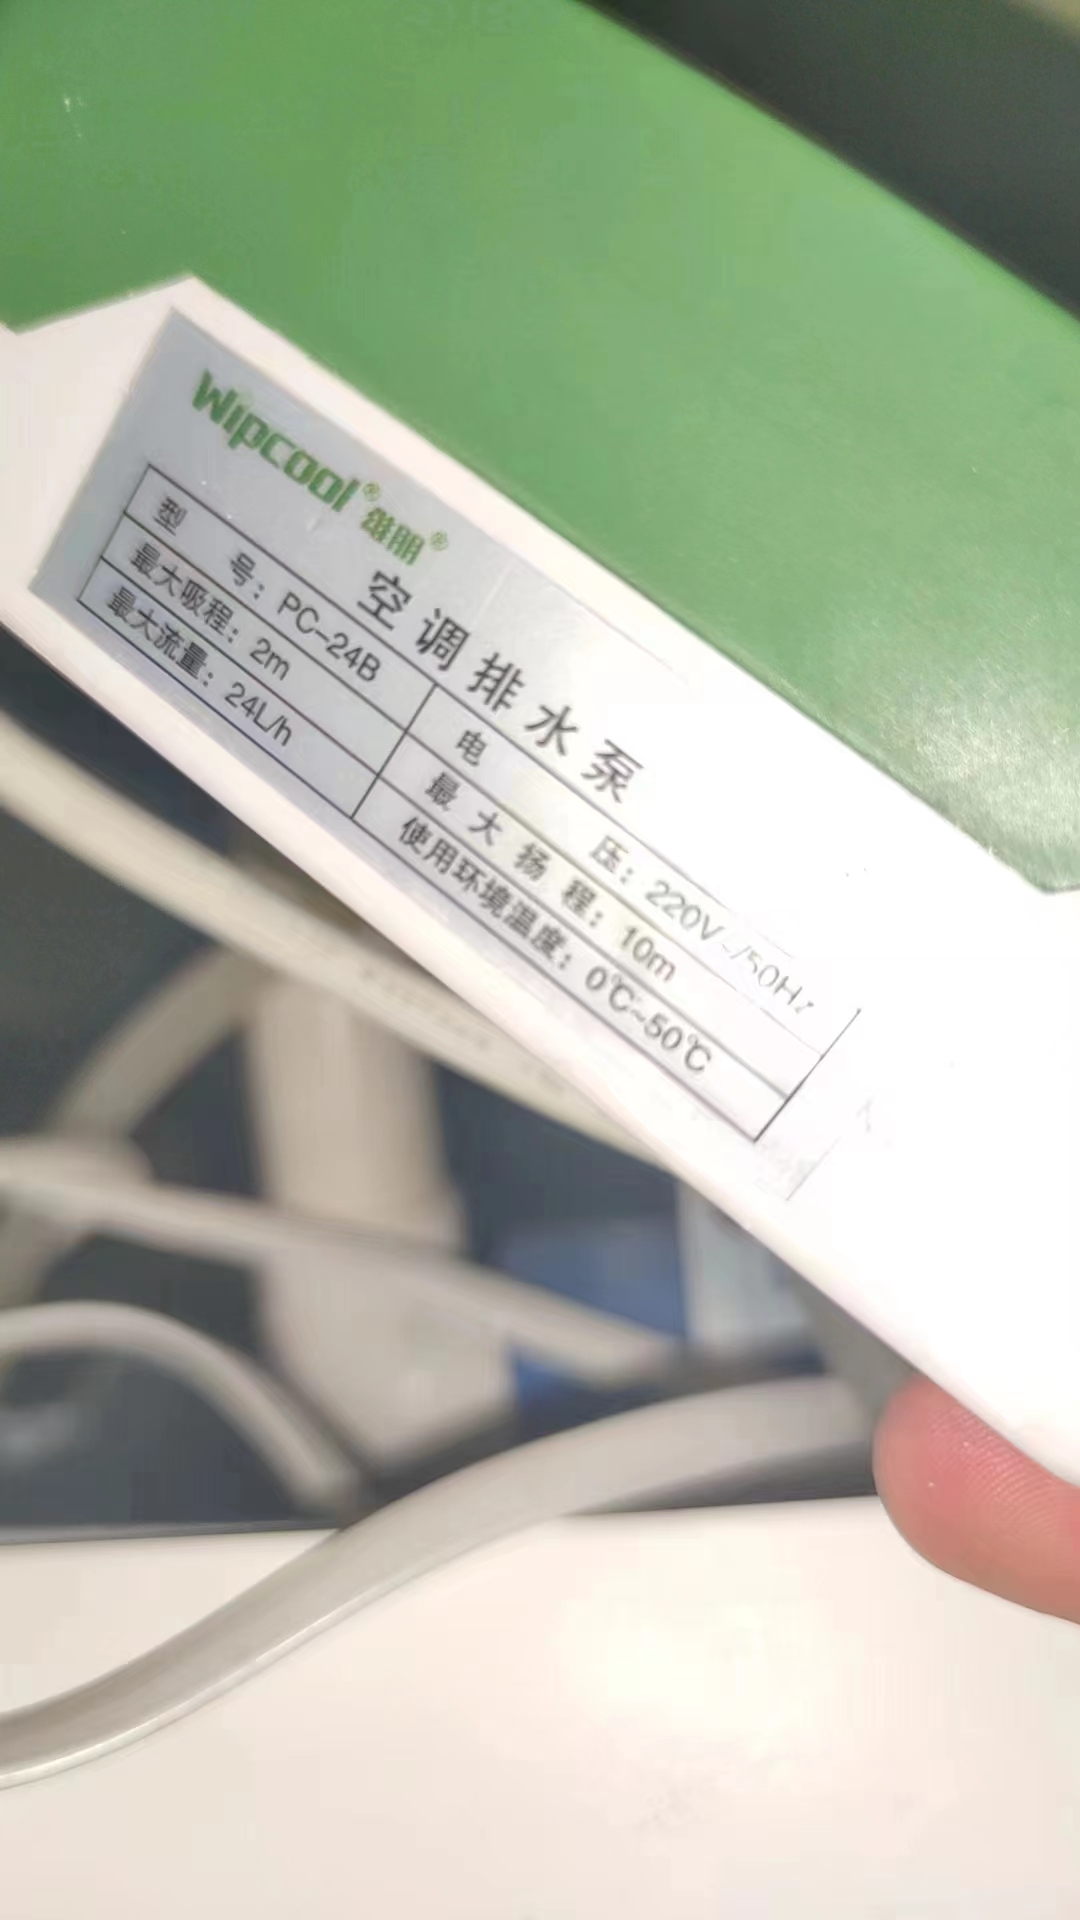 Wipcool® 维朋®
空调排水泵
型 号：PC-24B 电 压：220V~/50Hz
最大吸程：2m 最大扬程：10m
最大流量：24L/h 使用环境温度：0℃~50℃